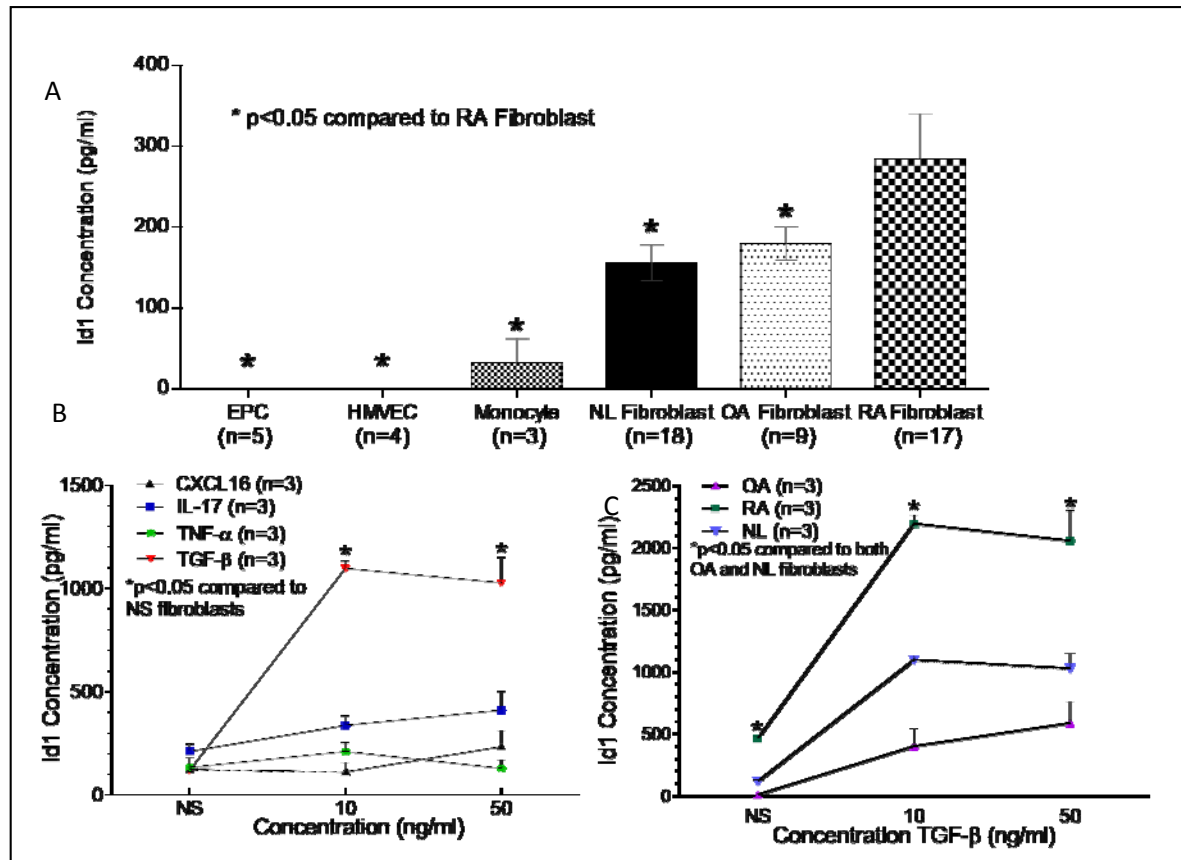 A
400
300
200
100
0
Id1 Concentration (pg/ml)
* p<0.05 compared to RA Fibroblast
*
*
*
*
*
EPC HMVEC Monocyte NL Fibroblast OA Fibroblast RA Fibroblast
(n=5) (n=4) (n=3) (n=18) (n=9) (n=17)
B
1500
1000
500
0
Id1 Concentration (pg/ml)
CXCL16 (n=3)
IL-17 (n=3)
TNF-α (n=3)
TGF-β (n=3)
*p<0.05 compared to
NS fibroblasts
* *
NS 10 50
Concentration (ng/ml)
C
2500
2000
1500
1000
500
0
Id1 Concentration (pg/ml)
OA (n=3)
RA (n=3)
NL (n=3)
*p<0.05 compared to both
OA and NL fibroblasts
* * *
NS 10 50
Concentration TGF-β (ng/ml)